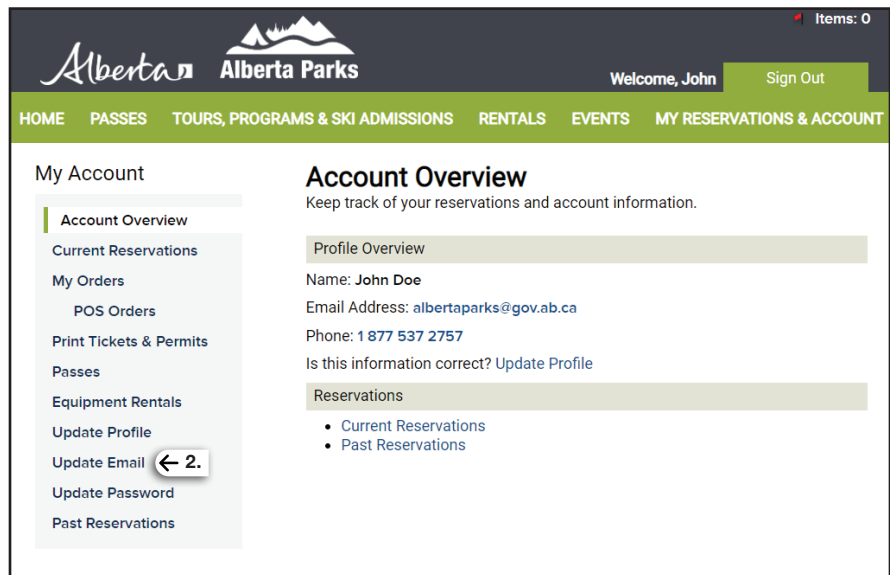 Items: 0
Alberta
Alberta Parks
Welcome, John
Sign Out
HOME PASSES TOURS, PROGRAMS & SKI ADMISSIONS RENTALS EVENTS MY RESERVATIONS & ACCOUNT
My Account
Account Overview
Current Reservations
My Orders
POS Orders
Print Tickets & Permits
Passes
Equipment Rentals
Update Profile
Update Email ← 2.
Update Password
Past Reservations
Account Overview
Keep track of your reservations and account information.
Profile Overview
Name: John Doe
Email Address: albertaparks@gov.ab.ca
Phone: 1 877 537 2757
Is this information correct? Update Profile
Reservations
• Current Reservations
• Past Reservations